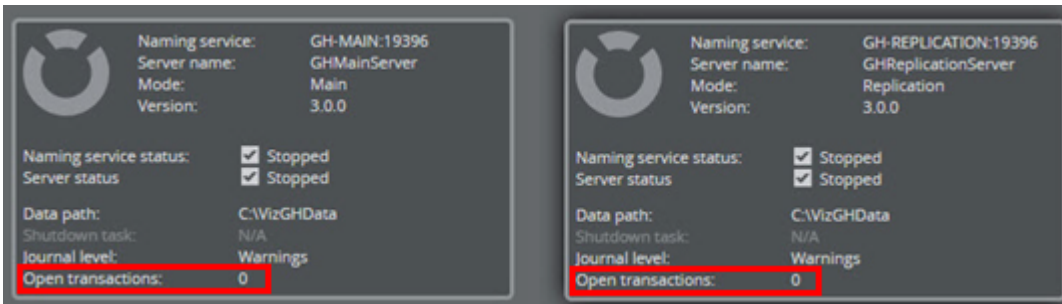 Naming service: GH-MAIN:19396
Server name: GHMainServer
Mode: Main
Version: 3.0.0
Naming service status: Stopped
Server status Stopped
Data path: C:\VizGHData
Shutdown task: N/A
Journal level: Warnings
Open transactions: 0
Naming service: GH-REPLICATION:19396
Server name: GHReplicationServer
Mode: Replication
Version: 3.0.0
Naming service status: Stopped
Server status Stopped
Data path: C:\VizGHData
Shutdown task: N/A
Journal level: Warnings
Open transactions: 0